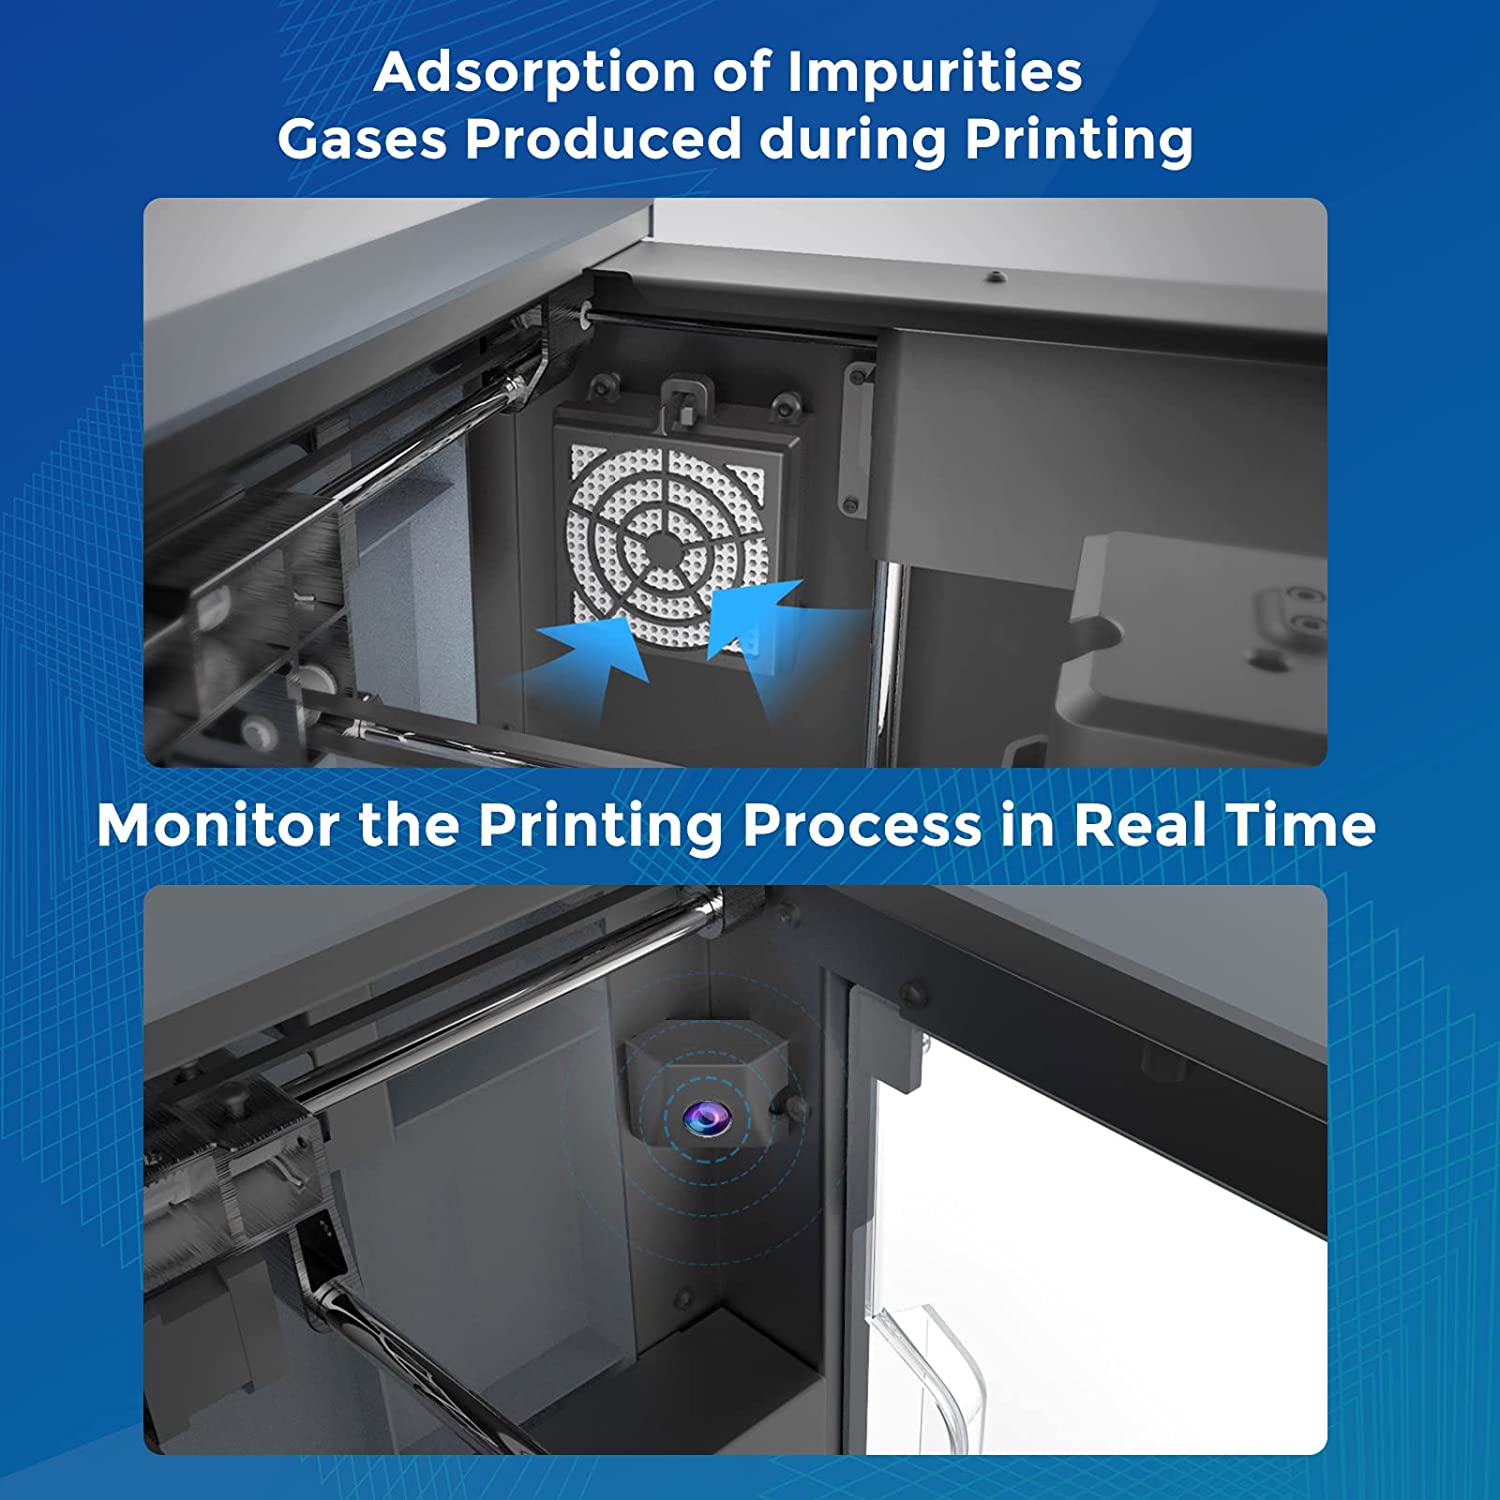 Adsorption of Impurities
Gases Produced during Printing
Monitor the Printing Process in Real Time